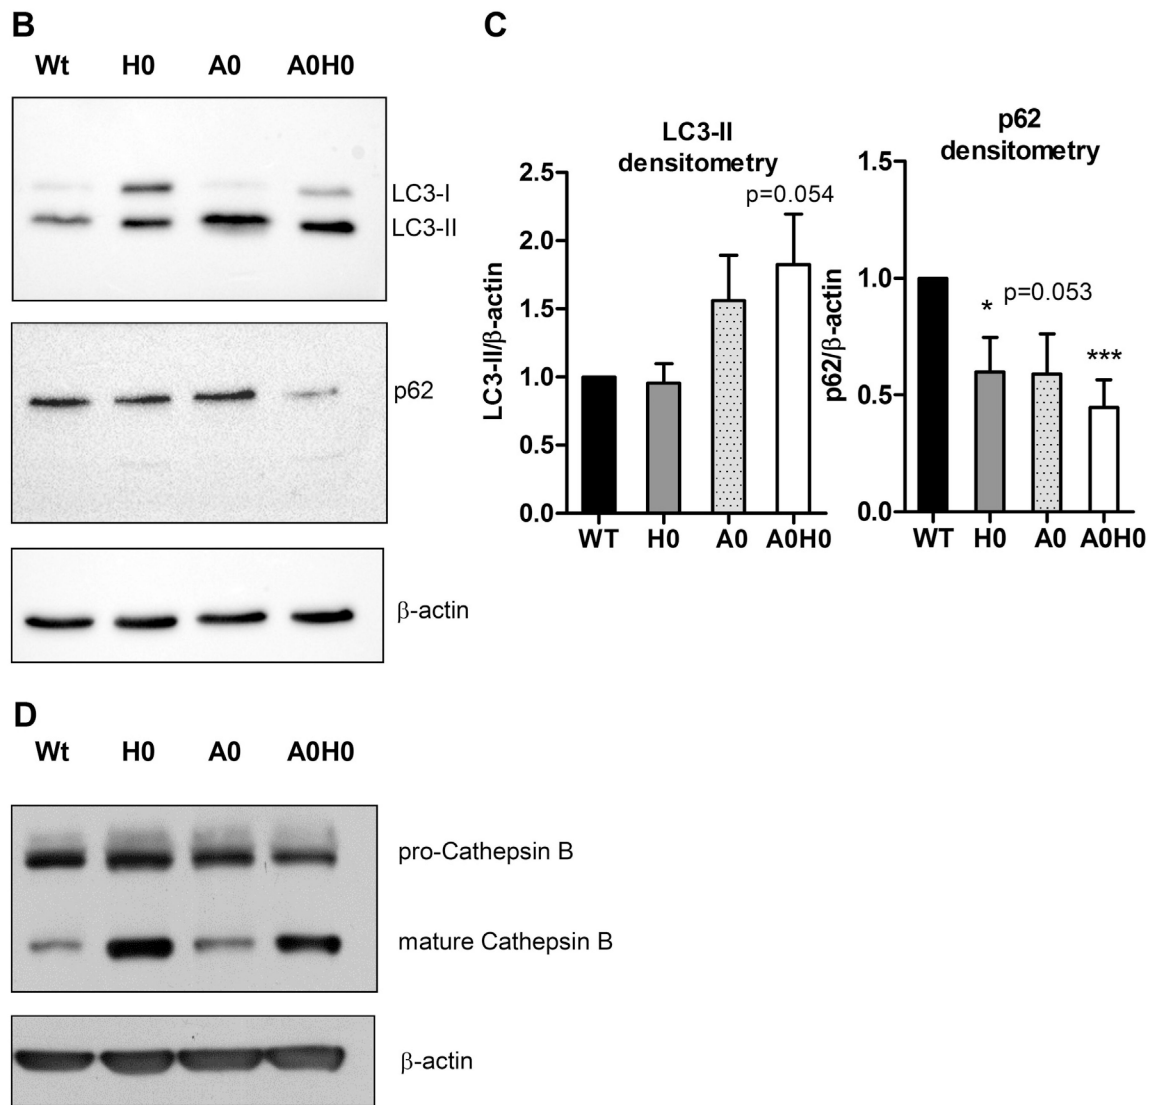 B
Wt H0 A0 A0H0
LC3-I
LC3-II
p62
β-actin
C
LC3-II
densitometry
p=0.054
LC3-II/β-actin
2.5
2.0
1.5
1.0
0.5
0.0
WT H0 A0 A0H0
p62
densitometry
p62/β-actin
1.5
1.0
0.5
0.0
*
p=0.053
***
WT H0 A0 A0H0
D
Wt H0 A0 A0H0
pro-Cathepsin B
mature Cathepsin B
β-actin